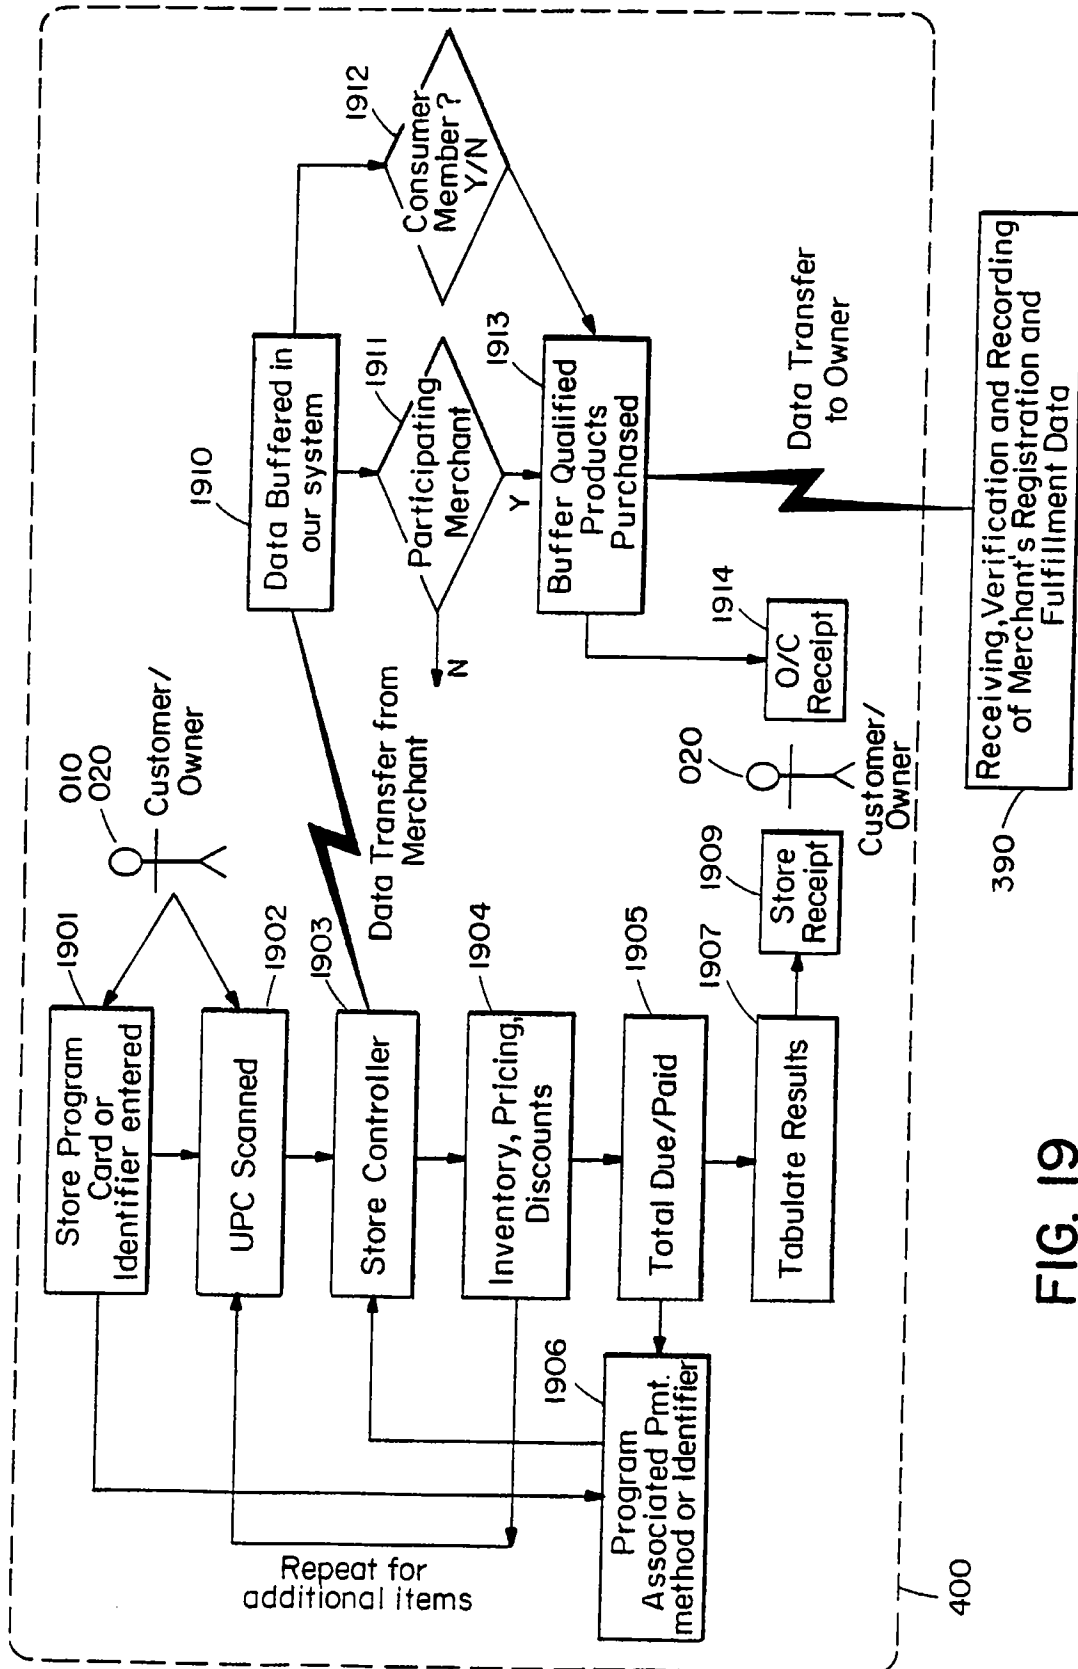 010
020
Customer/
Owner
1901
Store Program
Card or
Identifier entered
1902
UPC Scanned
1903
Store Controller
Data Transfer from
Merchant
1904
Inventory, Pricing,
Discounts
Repeat for
additional items
1905
Total Due/Paid
1906
Program
Associated Pmt.
method or identifier
1907
Tabulate Results
1909
Store
Receipt
020
Customer/
Owner
1910
Data Buffered in
our system
1911
Participating
Merchant
N
Y
1912
Consumer
Member?
Y/N
1913
Buffer Qualified
Products
Purchased
1914
O/C
Receipt
Data Transfer
to Owner
400
390
Receiving, Verification and Recording
of Merchant's Registration and
Fulfillment Data
FIG. 19